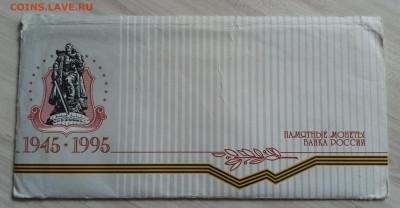 COINS.LAVE.RU
1945 • 1995
ПАМЯТНЫЕ МОНЕТЫ
БАНКА РОССИИ